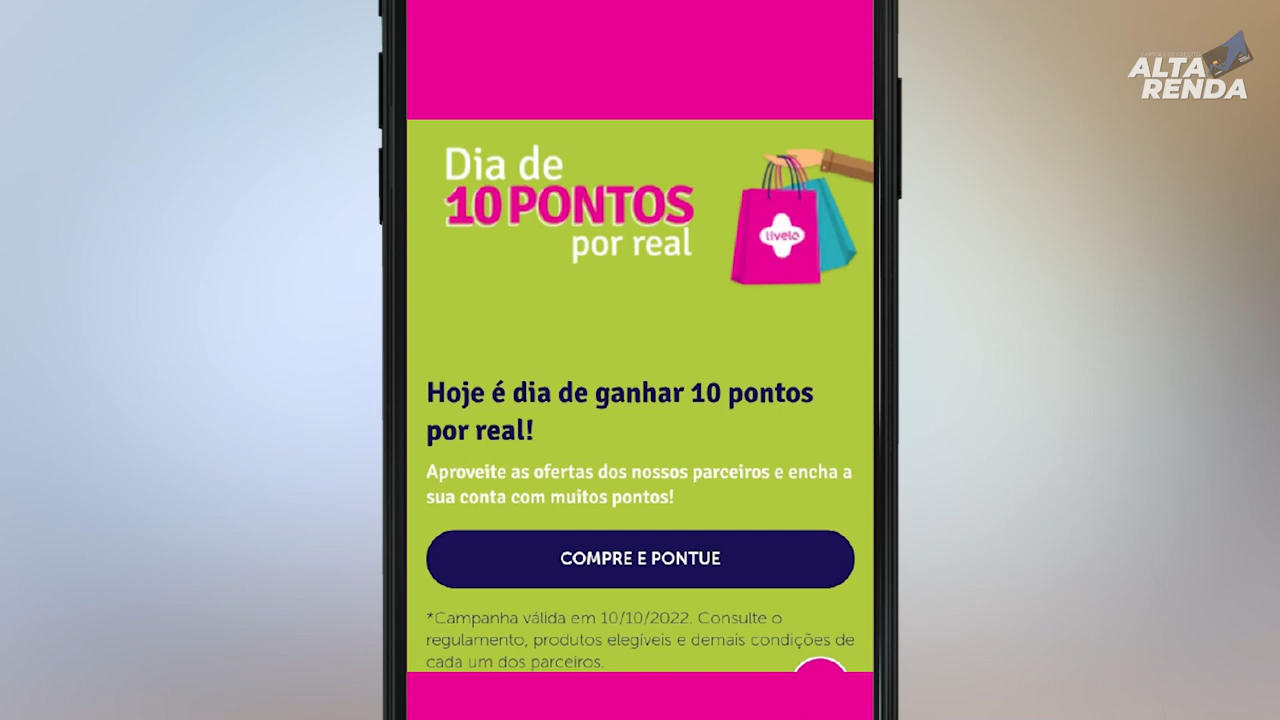 ALTA
RENDA
Dia de
10 PONTOS
por real
livelo
Hoje é dia de ganhar 10 pontos
por real!
Aproveite as ofertas dos nossos parceiros e encha a
sua conta com muitos pontos!
COMPRE E PONTUE
*Campanha válida em 10/10/2022. Consulte o
regulamento, produtos elegíveis e demais condições de
cada um dos parceiros.